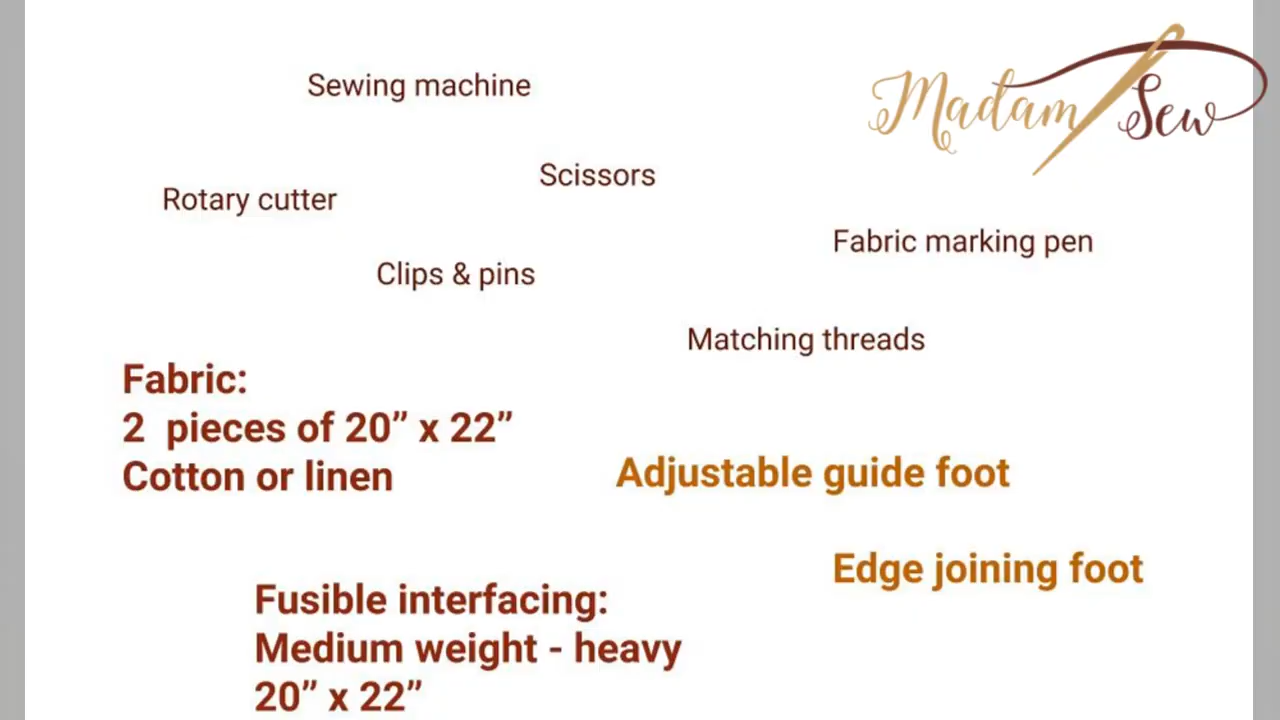 Madam Sew
Sewing machine
Scissors
Rotary cutter
Fabric marking pen
Clips & pins
Matching threads
Fabric:
2 pieces of 20” x 22”
Cotton or linen
Adjustable guide foot
Edge joining foot
Fusible interfacing:
Medium weight - heavy
20” x 22”